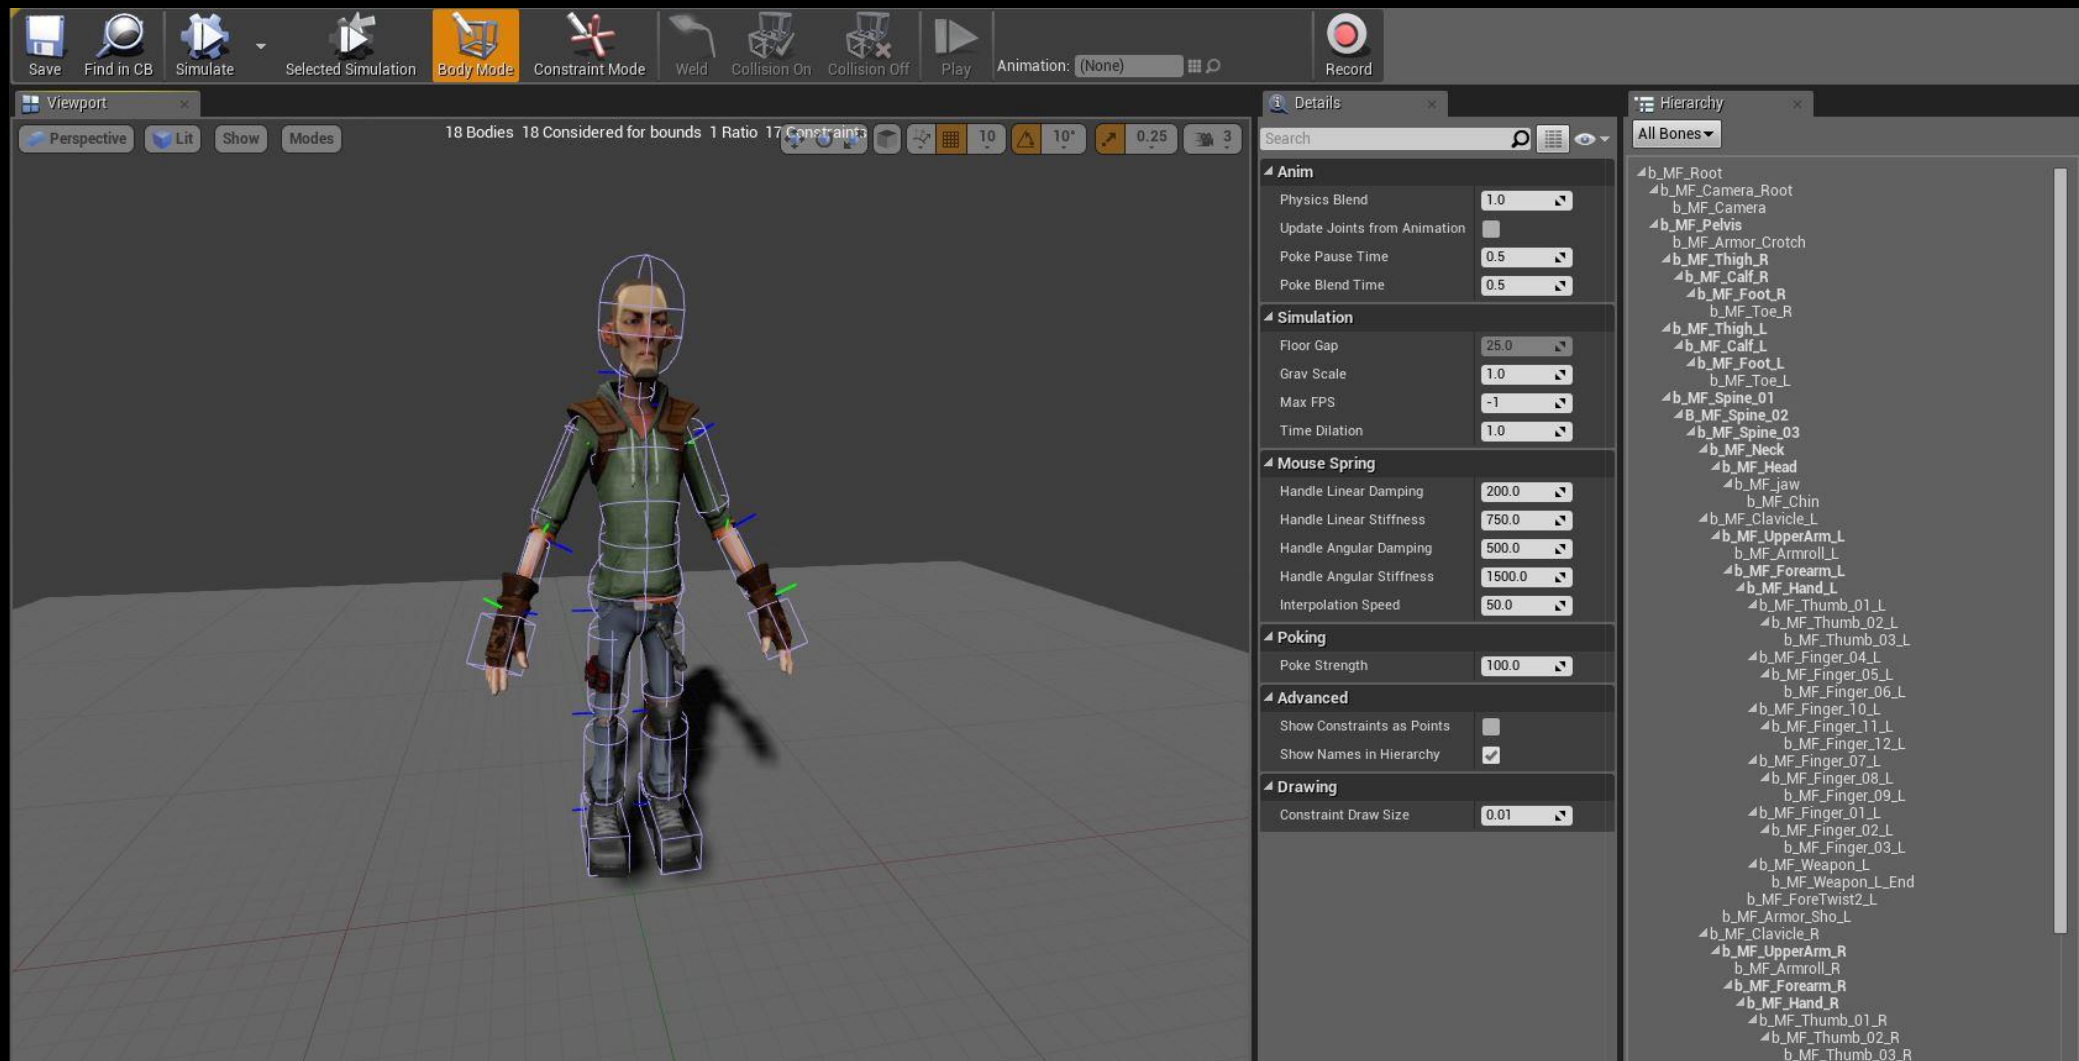 Save Find in CB Simulate Selected Simulation Body Mode Constraint Mode Weld Collision On Collision Off Play Animation: (None) Record
Viewport
Perspective Lit Show Modes 18 Bodies 18 Considered for bounds 1 Ratio 17 Constraints 10 10° 0.25 3
Details
Search
Anim
Physics Blend 1.0
Update Joints from Animation
Poke Pause Time 0.5
Poke Blend Time 0.5
Simulation
Floor Gap 25.0
Grav Scale 1.0
Max FPS -1
Time Dilation 1.0
Mouse Spring
Handle Linear Damping 200.0
Handle Linear Stiffness 750.0
Handle Angular Damping 500.0
Handle Angular Stiffness 1500.0
Interpolation Speed 50.0
Poking
Poke Strength 100.0
Advanced
Show Constraints as Points
Show Names in Hierarchy
Drawing
Constraint Draw Size 0.01
Hierarchy
All Bones
b_MF_Root
b_MF_Camera_Root
b_MF_Camera
b_MF_Pelvis
b_MF_Armor_Crotch
b_MF_Thigh_R
b_MF_Calf_R
b_MF_Foot_R
b_MF_Toe_R
b_MF_Thigh_L
b_MF_Calf_L
b_MF_Foot_L
b_MF_Toe_L
b_MF_Spine_01
B_MF_Spine_02
b_MF_Spine_03
b_MF_Neck
b_MF_Head
b_MF_jaw
b_MF_Chin
b_MF_Clavicle_L
b_MF_UpperArm_L
b_MF_Armroll_L
b_MF_Forearm_L
b_MF_Hand_L
b_MF_Thumb_01_L
b_MF_Thumb_02_L
b_MF_Thumb_03_L
b_MF_Finger_04_L
b_MF_Finger_05_L
b_MF_Finger_06_L
b_MF_Finger_10_L
b_MF_Finger_11_L
b_MF_Finger_12_L
b_MF_Finger_07_L
b_MF_Finger_08_L
b_MF_Finger_09_L
b_MF_Finger_01_L
b_MF_Finger_02_L
b_MF_Finger_03_L
b_MF_Weapon_L
b_MF_Weapon_L_End
b_MF_ForeTwist2_L
b_MF_Armor_Sho_L
b_MF_Clavicle_R
b_MF_UpperArm_R
b_MF_Armroll_R
b_MF_Forearm_R
b_MF_Hand_R
b_MF_Thumb_01_R
b_MF_Thumb_02_R
b_MF_Thumb_03_R